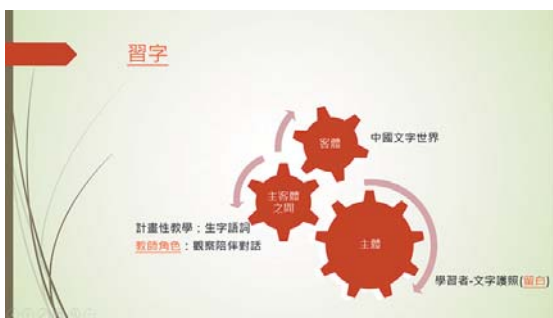 習字
客體
中國文字世界
主客體
之間
計畫性教學：生字語詞
教師角色：觀察陪伴對話
主體
學習者-文字護照(留白)